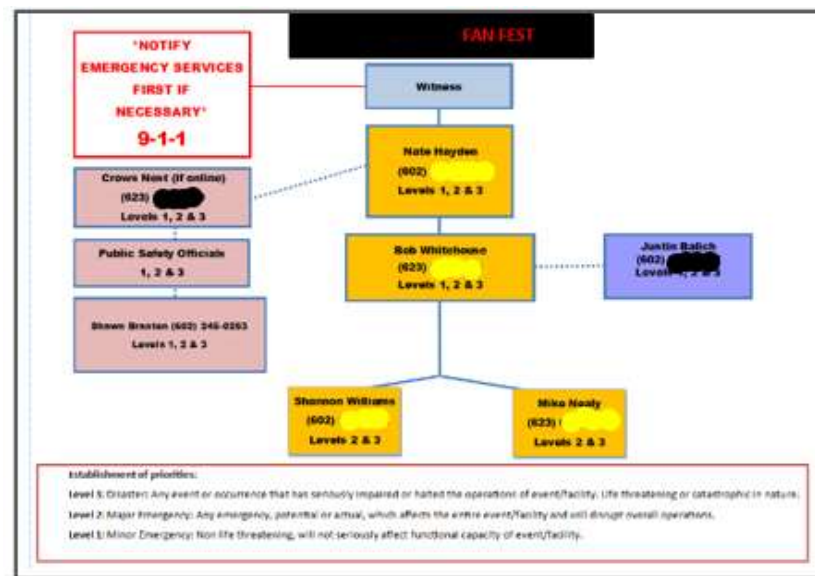 FAN FEST
*NOTIFY
EMERGENCY SERVICES
FIRST IF
NECESSARY*
9-1-1
Witness
Nate Hayden
(602)
Levels 1, 2 & 3
Crows Nest (if online)
(623)
Levels 1, 2 & 3
Public Safety Officials
1, 2 & 3
Bob Whitehouse
(623)
Levels 1, 2 & 3
Justin Balich
(602)
Levels 1, 2 & 3
(602)
Levels 1, 2 & 3
Shannon Williams
(602)
Levels 2 & 3
Mike Nealy
(623)
Levels 2 & 3
Establishment of priorities:
Level 3: Disaster: Any event or occurrence that has seriously impaired or halted the operations of event/facility. Life threatening or catastrophic in nature.
Level 2: Major Emergency: Any emergency, potential or actual, which affects the entire event/facility and will disrupt overall operations.
Level 1: Minor Emergency: Non life threatening, will not seriously affect functional capacity of event/facility.